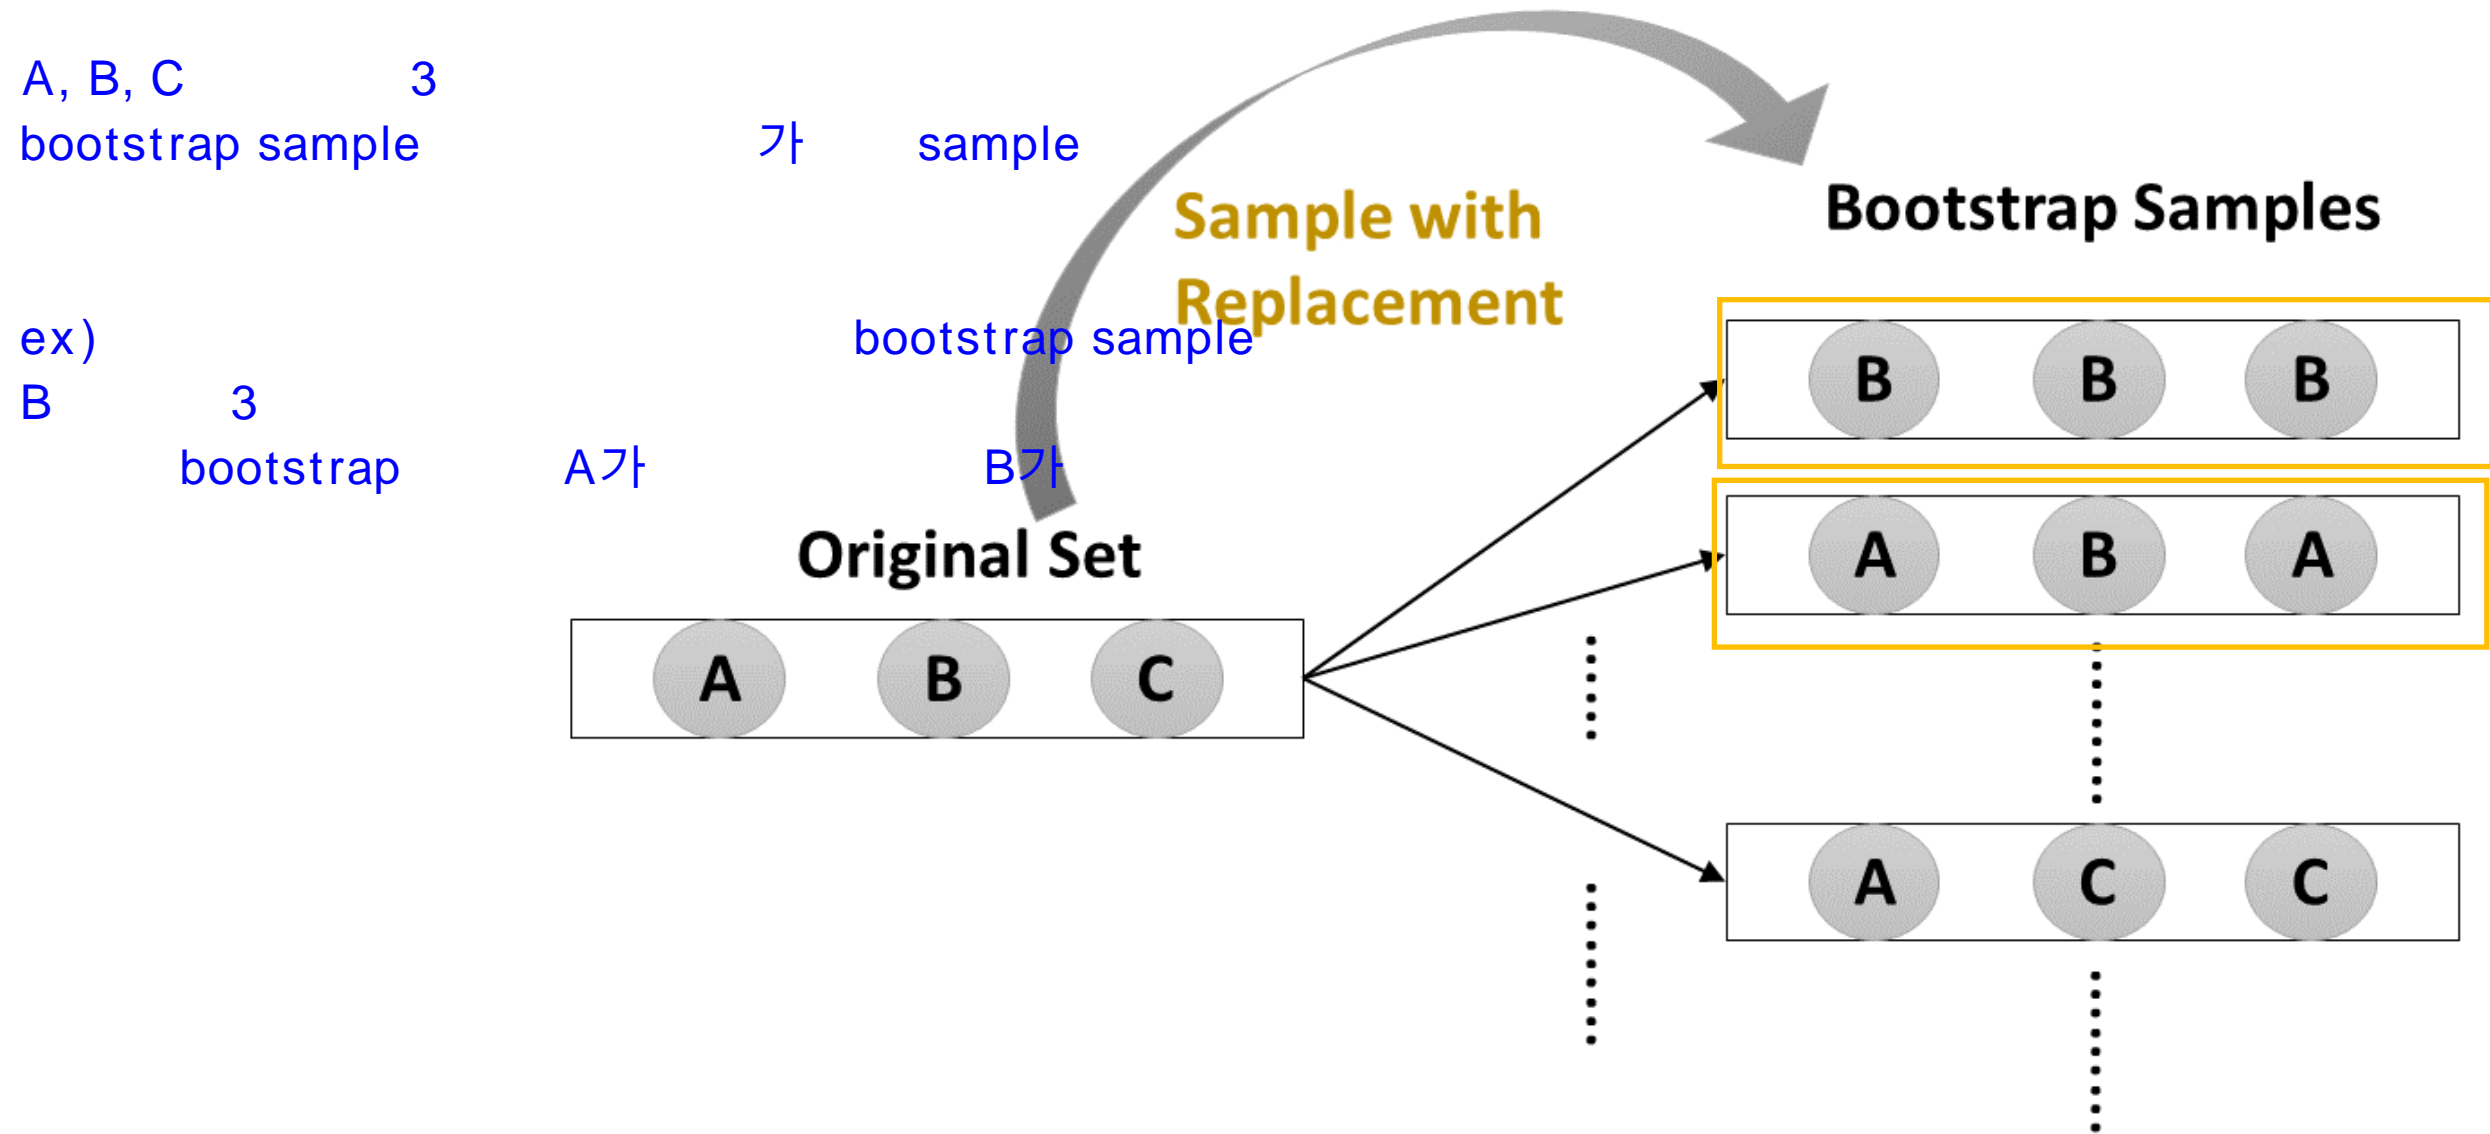 A, B, C 3
bootstrap sample 가 sample
ex) bootstrap sample
B 3
bootstrap A가 B가
Sample with
Replacement
Bootstrap Samples
B B B
A B A
Original Set
A B C
A C C